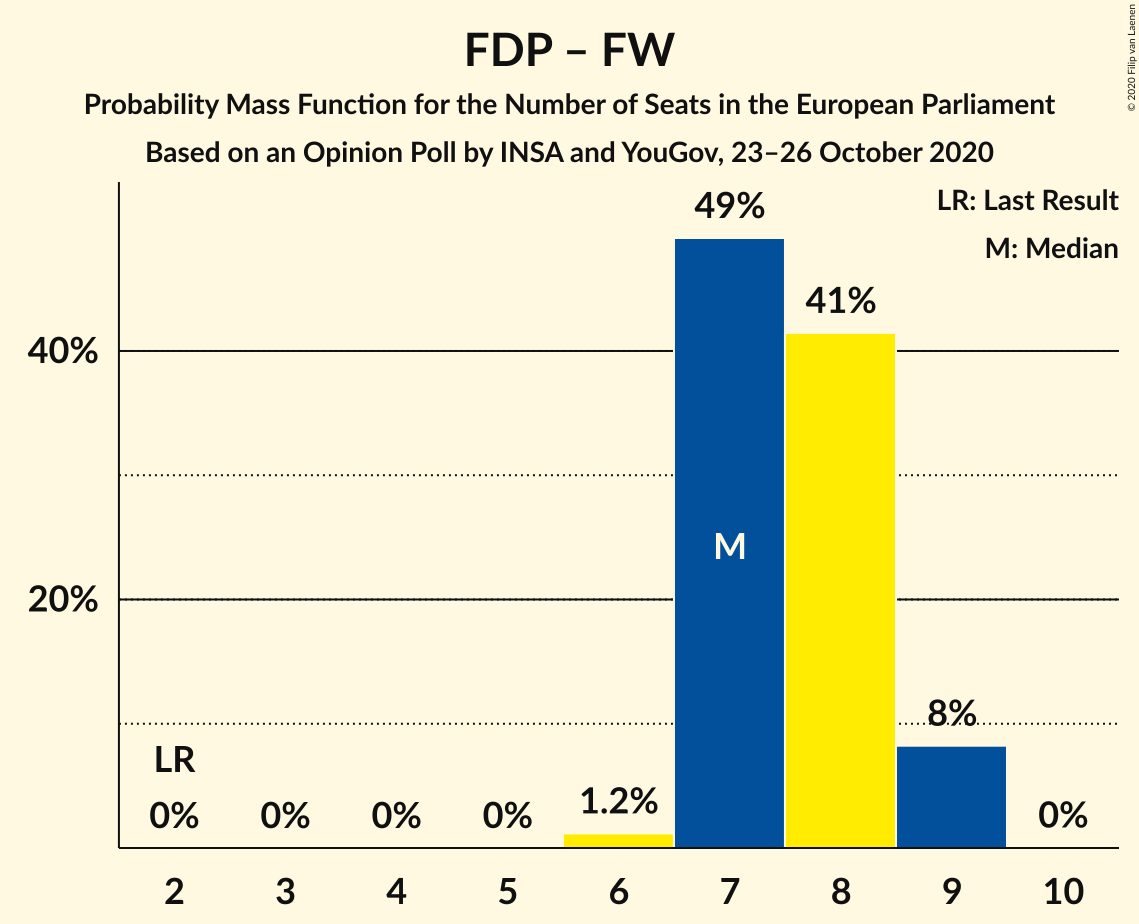 FDP – FW
Probability Mass Function for the Number of Seats in the European Parliament
Based on an Opinion Poll by INSA and YouGov, 23–26 October 2020
© 2020 Filip van Laenen
LR: Last Result
M: Median
49%
41%
40%
M
20%
8%
LR
1.2%
0% 0% 0% 0% 0%
2 3 4 5 6 7 8 9 10